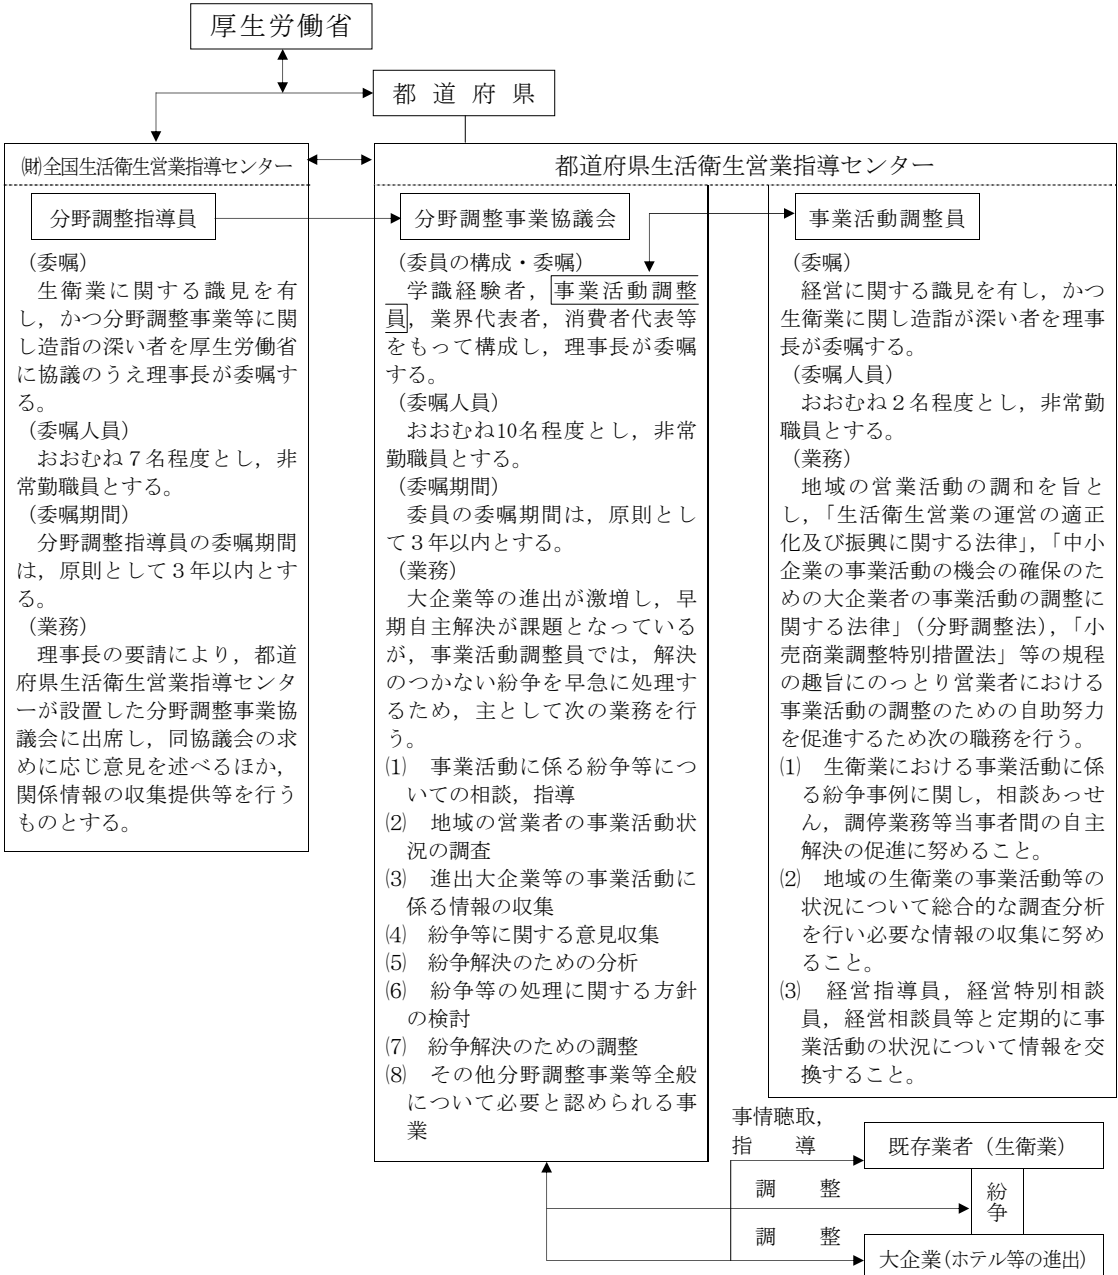 厚生労働省
都道府県
㈶全国生活衛生営業指導センター
都道府県生活衛生営業指導センター
分野調整指導員
(委嘱)
生衛業に関する識見を有
し，かつ分野調整事業等に関
し造詣の深い者を厚生労働省
に協議のうえ理事長が委嘱す
る。
(委嘱人員)
おおむね７名程度とし，非
常勤職員とする。
(委嘱期間)
分野調整指導員の委嘱期間
は，原則として３年以内とす
る。
(業務)
理事長の要請により，都道
府県生活衛生営業指導センタ
ーが設置した分野調整事業協
議会に出席し，同協議会の求
めに応じ意見を述べるほか，
関係情報の収集提供等を行う
ものとする。
分野調整事業協議会
(委員の構成・委嘱)
学識経験者，事業活動調整
員，業界代表者，消費者代表等
をもって構成し，理事長が委嘱
する。
(委嘱人員)
おおむね10名程度とし，非常
勤職員とする。
(委嘱期間)
委員の委嘱期間は，原則とし
て３年以内とする。
(業務)
大企業等の進出が激増し，早
期自主解決が課題となっている
が，事業活動調整員では，解決
のつかない紛争を早急に処理す
るため，主として次の業務を行
う。
⑴　事業活動に係る紛争等につ
いての相談，指導
⑵　地域の営業者の事業活動状
況の調査
⑶　進出大企業等の事業活動に
係る情報の収集
⑷　紛争等に関する意見収集
⑸　紛争解決のための分析
⑹　紛争等の処理に関する方針
の検討
⑺　紛争解決のための調整
⑻　その他分野調整事業等全般
について必要と認められる事
業
事業活動調整員
(委嘱)
経営に関する識見を有し，かつ
生衛業に関し造詣が深い者を理事
長が委嘱する。
(委嘱人員)
おおむね２名程度とし，非常勤
職員とする。
(業務)
地域の営業活動の調和を旨と
し，「生活衛生営業の運営の適正
化及び振興に関する法律」，「中小
企業の事業活動の機会の確保のた
めの大企業者の事業活動の調整に
関する法律」（分野調整法），「小
売商業調整特別措置法」等の規程
の趣旨にのっとり営業者における
事業活動の調整のための自助努力
を促進するため次の職務を行う。
⑴　生衛業における事業活動に係
る紛争事例に関し，相談あっせ
ん，調停業務等当事者間の自主
解決の促進に努めること。
⑵　地域の生衛業の事業活動等の
状況について総合的な調査分析
を行い必要な情報の収集に努め
ること。
⑶　経営指導員，経営特別相談
員，経営相談員等と定期的に事
業活動の状況について情報を交
換すること。
事情聴取，
指　導
既存業者（生衛業）
調　整
紛争
調　整
大企業(ホテル等の進出)